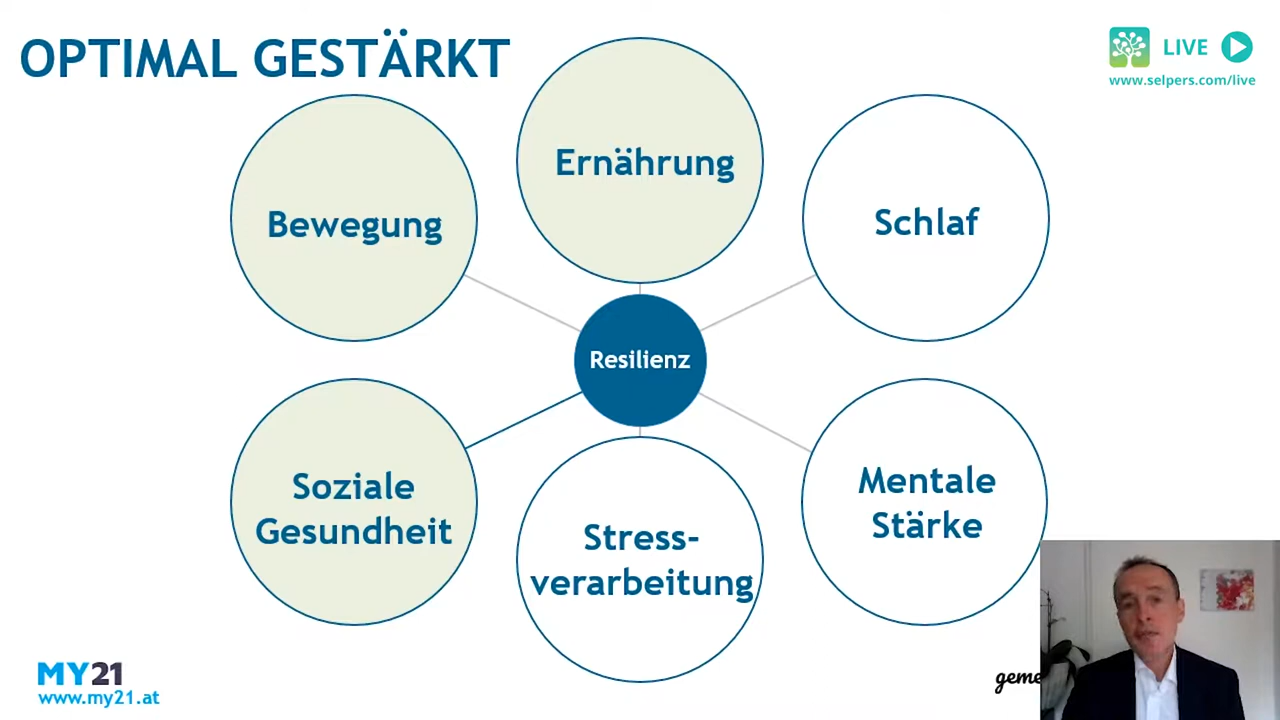 OPTIMAL GESTÄRKT
LIVE
www.selpers.com/live
Ernährung
Bewegung
Schlaf
Resilienz
Soziale
Gesundheit
Mentale
Stärke
Stress-
verarbeitung
MY21
www.my21.at